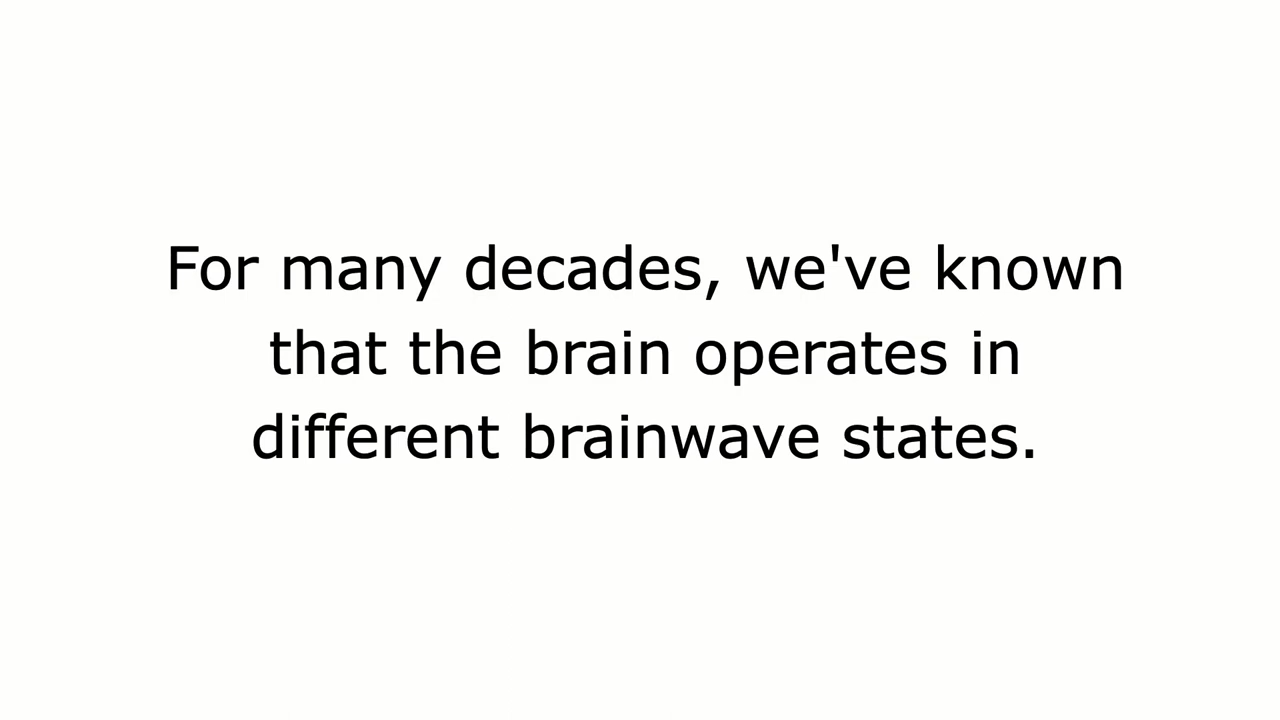 For many decades, we've known
that the brain operates in
different brainwave states.